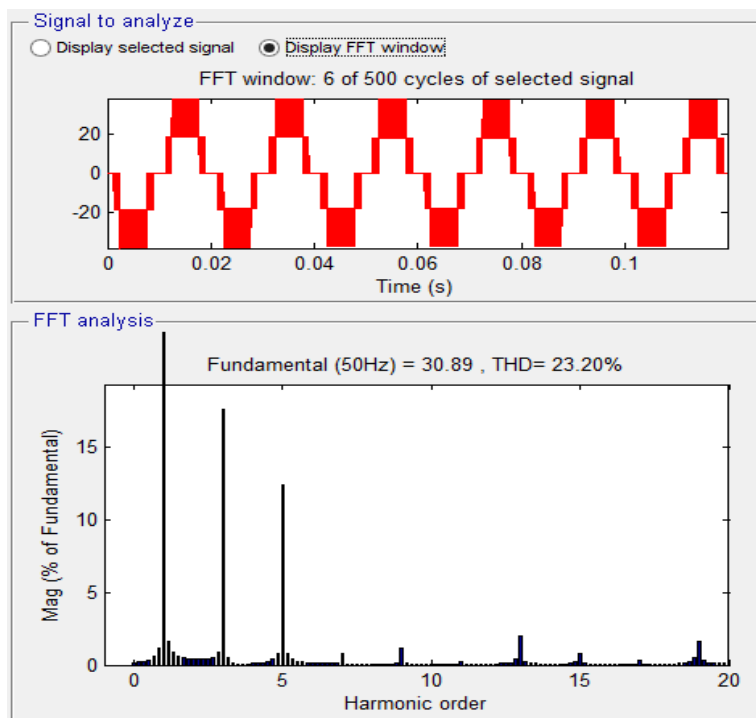 Signal to analyze
Display selected signal Display FFT window
FFT window: 6 of 500 cycles of selected signal
20
0
-20
0 0.02 0.04 0.06 0.08 0.1
Time (s)
FFT analysis
Fundamental (50Hz) = 30.89 , THD= 23.20%
Mag (% of Fundamental)
15
10
5
0
0 5 10 15 20
Harmonic order